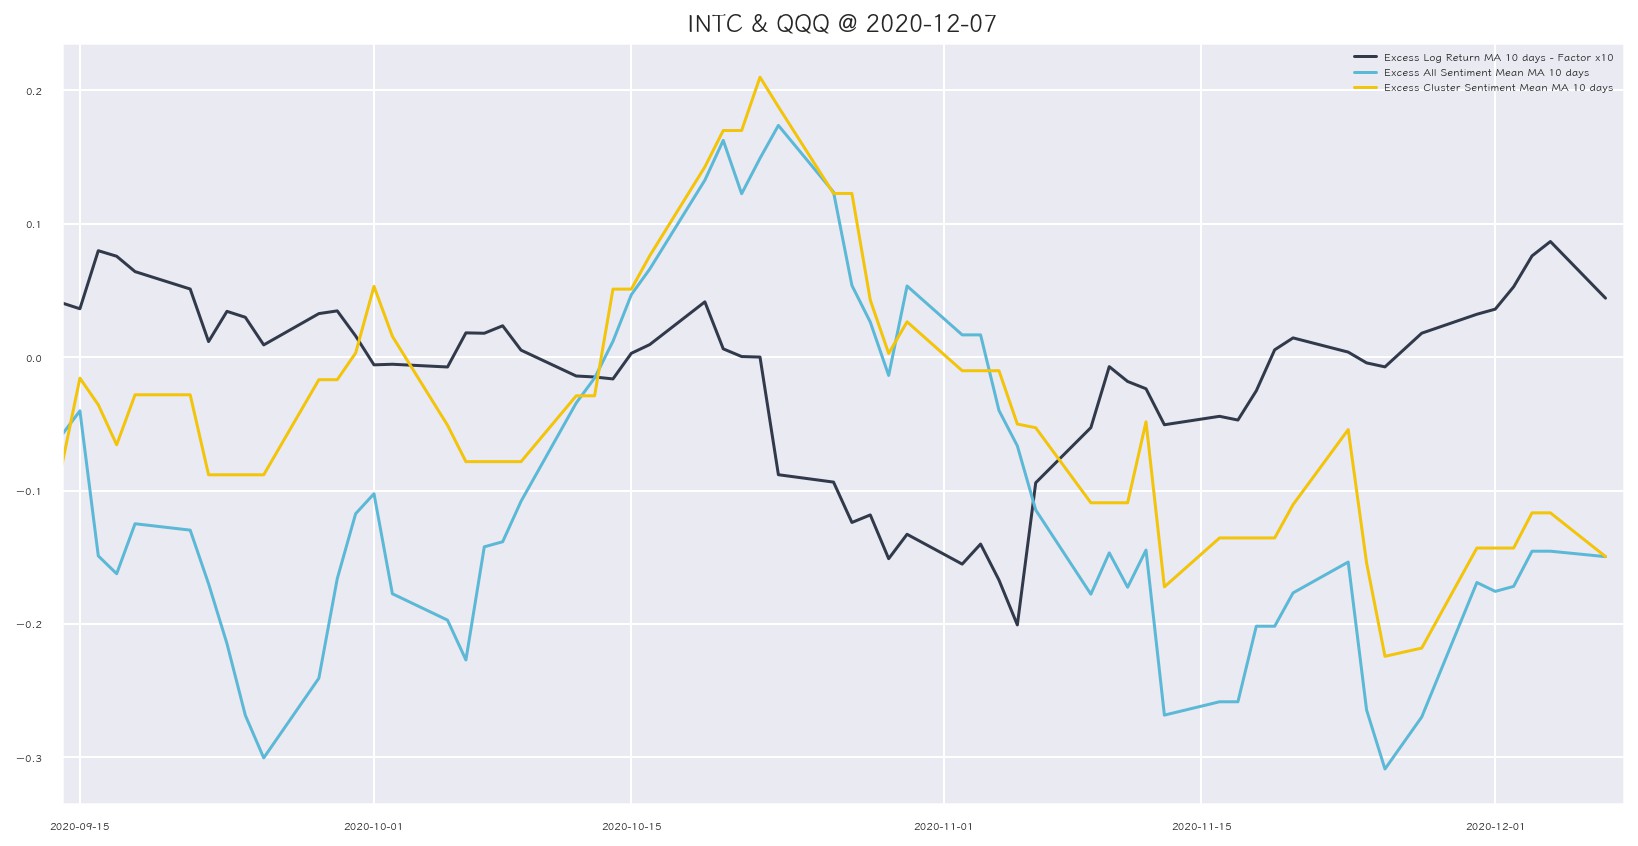 INTC & QQQ @ 2020-12-07
Excess Log Return MA 10 days - Factor x10
Excess All Sentiment Mean MA 10 days
Excess Cluster Sentiment Mean MA 10 days
0.2
0.1
0.0
−0.1
−0.2
−0.3
2020-09-15 2020-10-01 2020-10-15 2020-11-01 2020-11-15 2020-12-01